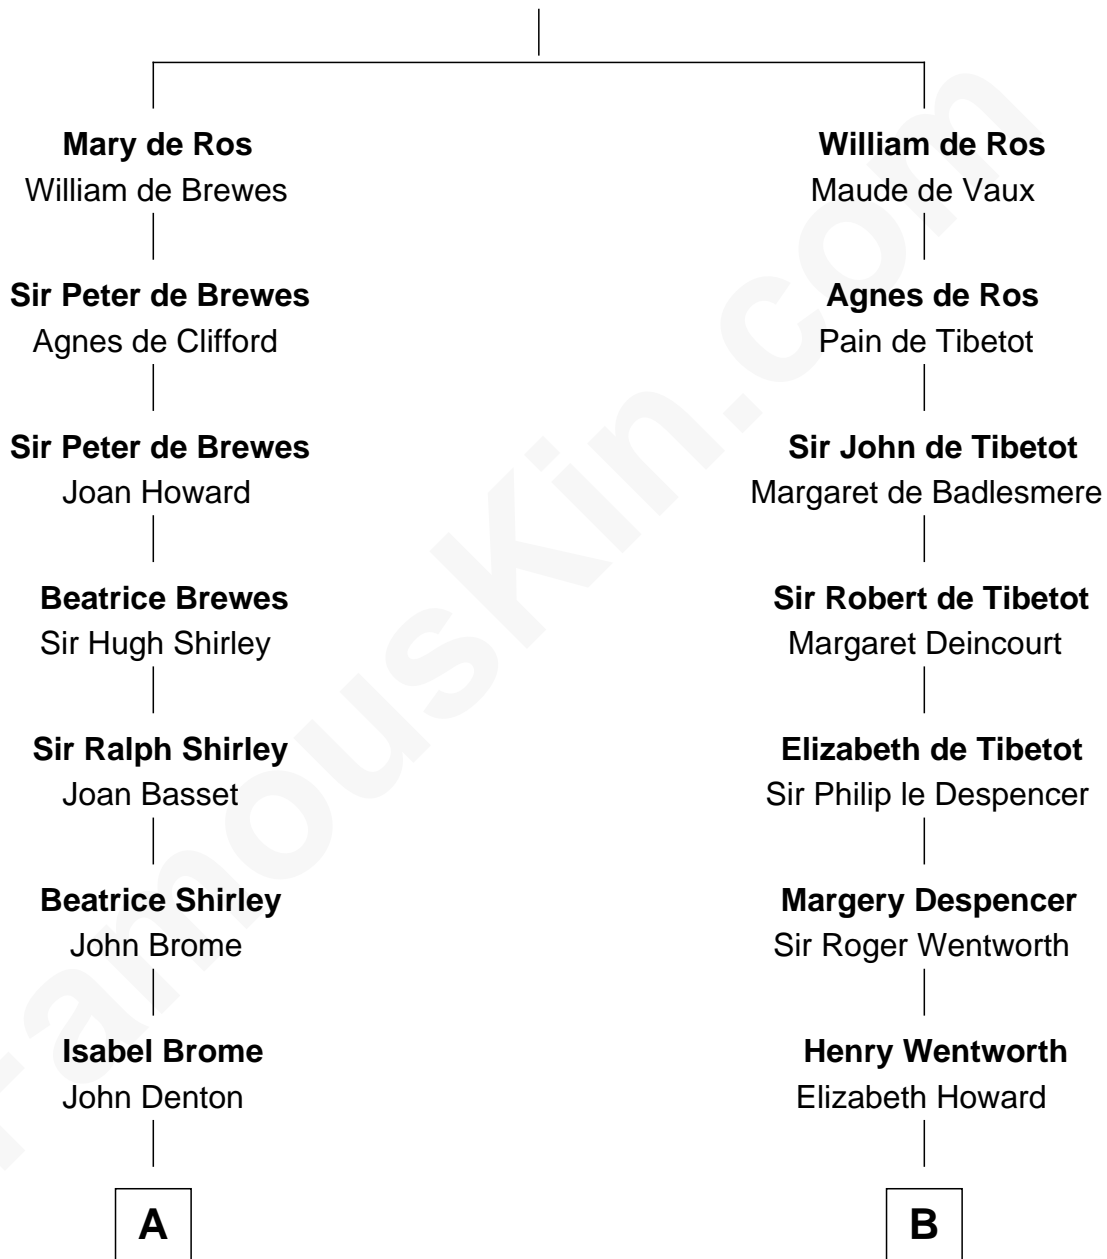 Mary de Ros
William de Brewes
Sir Peter de Brewes
Agnes de Clifford
Sir Peter de Brewes
Joan Howard
Beatrice Brewes
Sir Hugh Shirley
Sir Ralph Shirley
Joan Basset
Beatrice Shirley
John Brome
Isabel Brome
John Denton
A
William de Ros
Maude de Vaux
Agnes de Ros
Pain de Tibetot
Sir John de Tibetot
Margaret de Badlesmere
Sir Robert de Tibetot
Margaret Deincourt
Elizabeth de Tibetot
Sir Philip le Despencer
Margery Despencer
Sir Roger Wentworth
Henry Wentworth
Elizabeth Howard
B
FamousKin.com